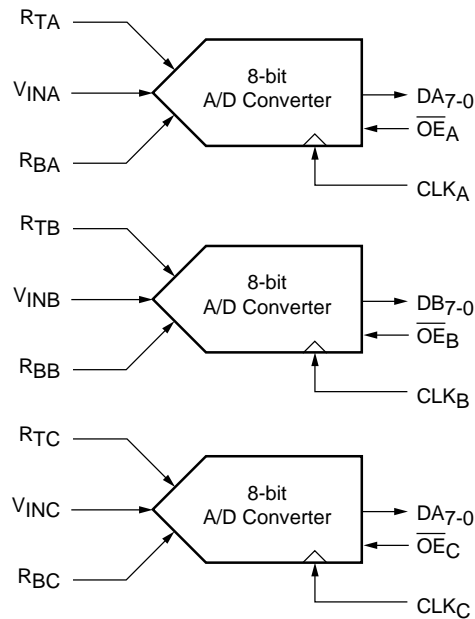 RTA
VINA
RBA
8-bit
A/D Converter
DA7-0
OEA
CLKA
RTB
VINB
RBB
8-bit
A/D Converter
DB7-0
OEB
CLKB
RTC
VINC
RBC
8-bit
A/D Converter
DA7-0
OEC
CLKC